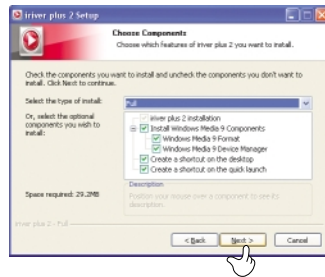 iriver plus 2 Setup
Choose Components
Choose which features of iriver plus 2 you want to install.
Check the components you want to install and uncheck the components you don't want to
install. Click Next to continue.
Select the type of install:
Full
Or, select the optional
components you wish to
install:
iriver plus 2 installation
Install Windows Media 9 Components
Windows Media 9 Format
Windows Media 9 Device Manager
Create a shortcut on the desktop
Create a shortcut on the quick launch
Space required: 29.2MB
Description
Position your mouse over a component to see its
description.
iriver plus 2 - Full
< Back
Next >
Cancel